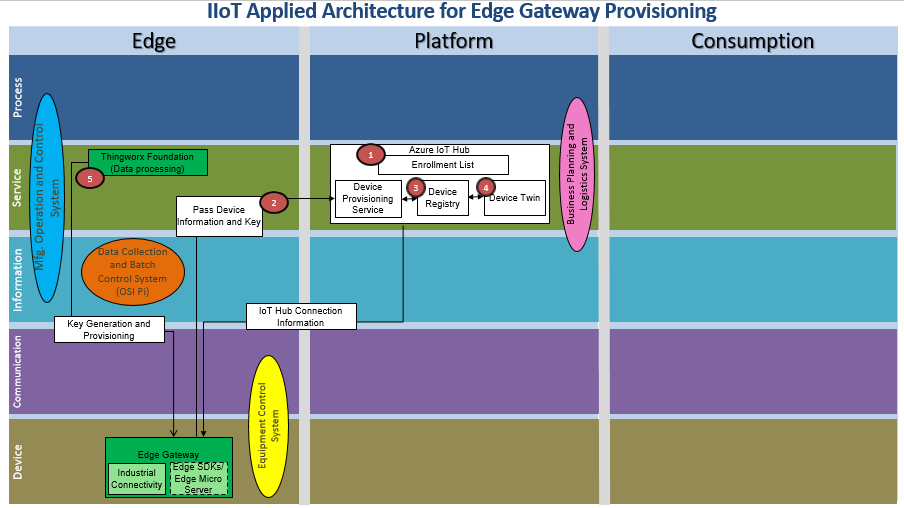 IIoT Applied Architecture for Edge Gateway Provisioning
Edge
Platform
Consumption
Process
Service
Information
Communication
Device
Mfg. Operation and Control
System
Thingworx Foundation
(Data processing)
5
Pass Device
Information and Key
2
Data Collection
and Batch
Control System
(OSI Pi)
Key Generation and
Provisioning
IoT Hub Connection
Information
Azure IoT Hub
1
Enrollment List
Device
Provisioning
Service
3
Device
Registry
4
Device Twin
Business Planning and
Logistics System
Equipment Control
System
Edge Gateway
Industrial
Connectivity
Edge SDKs/
Edge Micro
Server